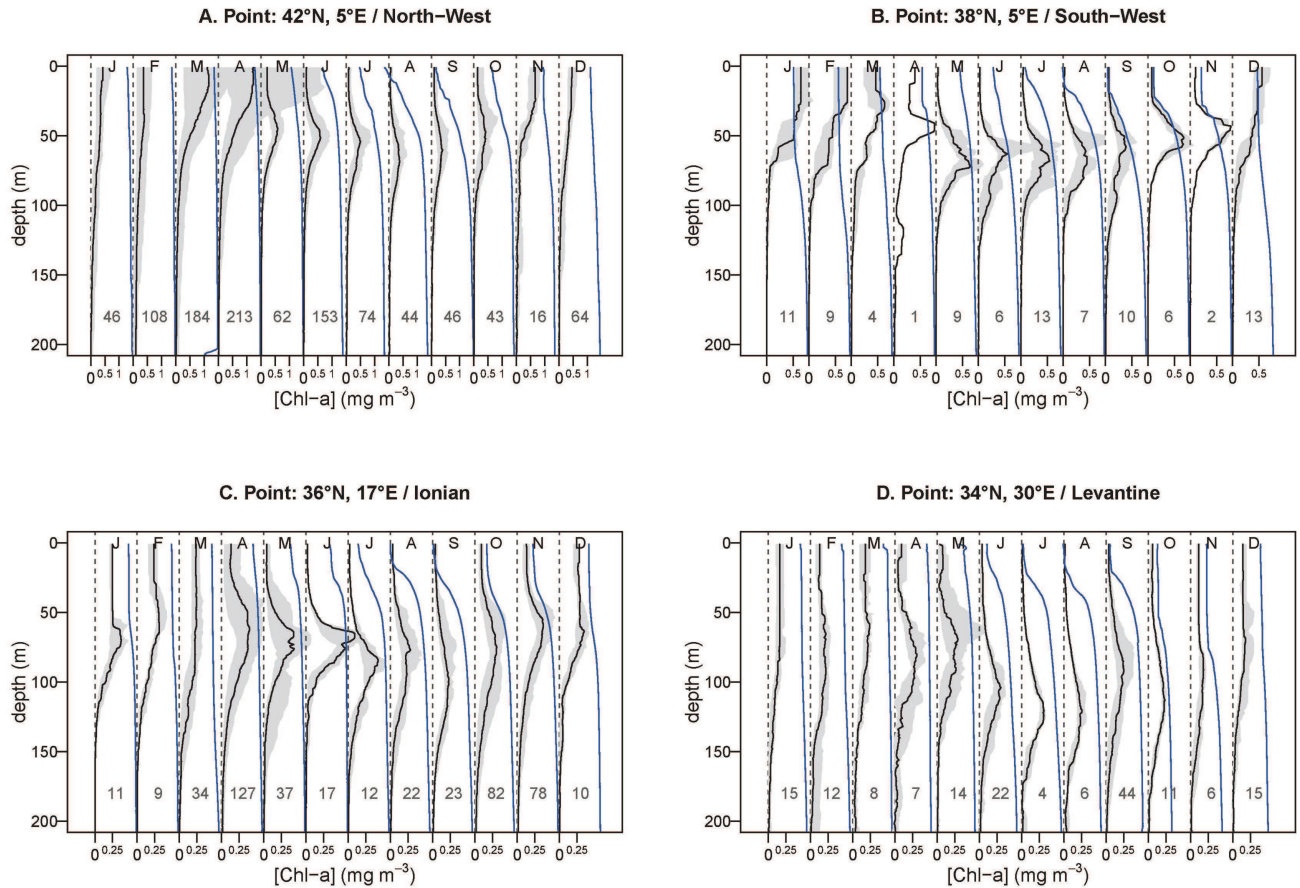 A. Point: 42°N, 5°E / North−West
J F M A M J J A S O N D
0
50
100
150
200
depth (m)
46 108 184 213 62 153 74 44 46 43 16 64
0 0.5 1 0 0.5 1 0 0.5 1 0 0.5 1 0 0.5 1 0 0.5 1 0 0.5 1 0 0.5 1 0 0.5 1 0 0.5 1 0 0.5 1 0 0.5 1
[Chl−a] (mg m−3)
B. Point: 38°N, 5°E / South−West
J F M A M J J A S O N D
0
50
100
150
200
depth (m)
11 9 4 1 9 6 13 7 10 6 2 13
0 0.5 0 0.5 0 0.5 0 0.5 0 0.5 0 0.5 0 0.5 0 0.5 0 0.5 0 0.5 0 0.5 0 0.5
[Chl−a] (mg m−3)
C. Point: 36°N, 17°E / Ionian
J F M A M J J A S O N D
0
50
100
150
200
depth (m)
11 9 34 127 37 17 12 22 23 82 78 10
0 0.25 0 0.25 0 0.25 0 0.25 0 0.25 0 0.25 0 0.25 0 0.25 0 0.25 0 0.25 0 0.25 0 0.25
[Chl−a] (mg m−3)
D. Point: 34°N, 30°E / Levantine
J F M A M J J A S O N D
0
50
100
150
200
depth (m)
15 12 8 7 14 22 4 6 44 11 6 15
0 0.25 0 0.25 0 0.25 0 0.25 0 0.25 0 0.25 0 0.25 0 0.25 0 0.25 0 0.25 0 0.25 0 0.25
[Chl−a] (mg m−3)